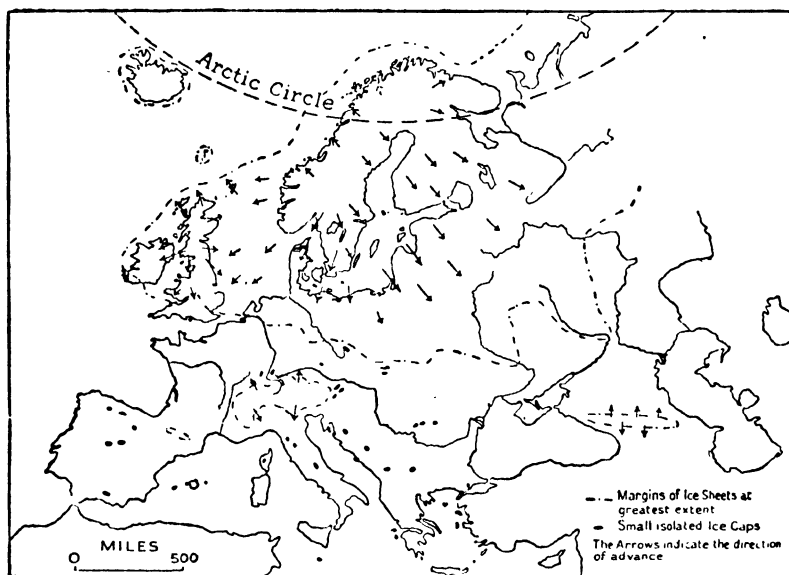 Arctic Circle
MILES
0 500
Margins of Ice Sheets at
greatest extent
Small isolated Ice Caps
The Arrows indicate the direction
of advance